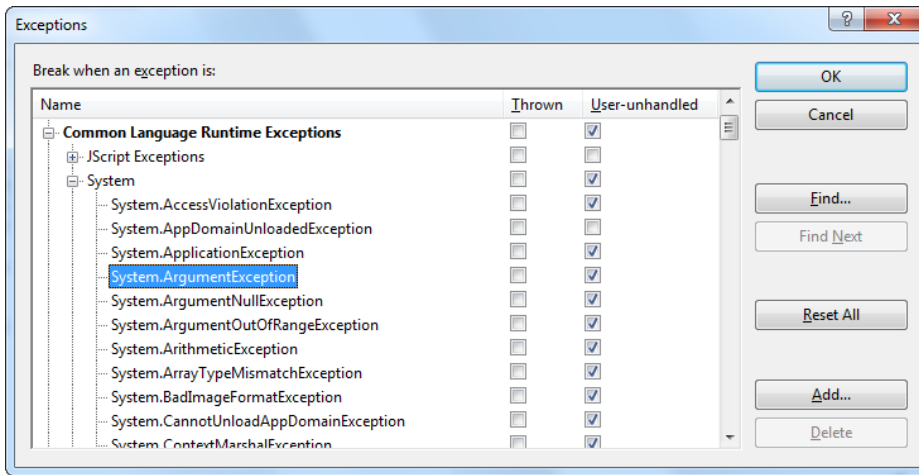 Exceptions
Break when an exception is:
Name Thrown User-unhandled
Common Language Runtime Exceptions
JScript Exceptions
System
System.AccessViolationException
System.AppDomainUnloadedException
System.ApplicationException
System.ArgumentException
System.ArgumentNullException
System.ArgumentOutOfRangeException
System.ArithmeticException
System.ArrayTypeMismatchException
System.BadImageFormatException
System.CannotUnloadAppDomainException
System.ContextMarshalException
OK
Cancel
Find...
Find Next
Reset All
Add...
Delete